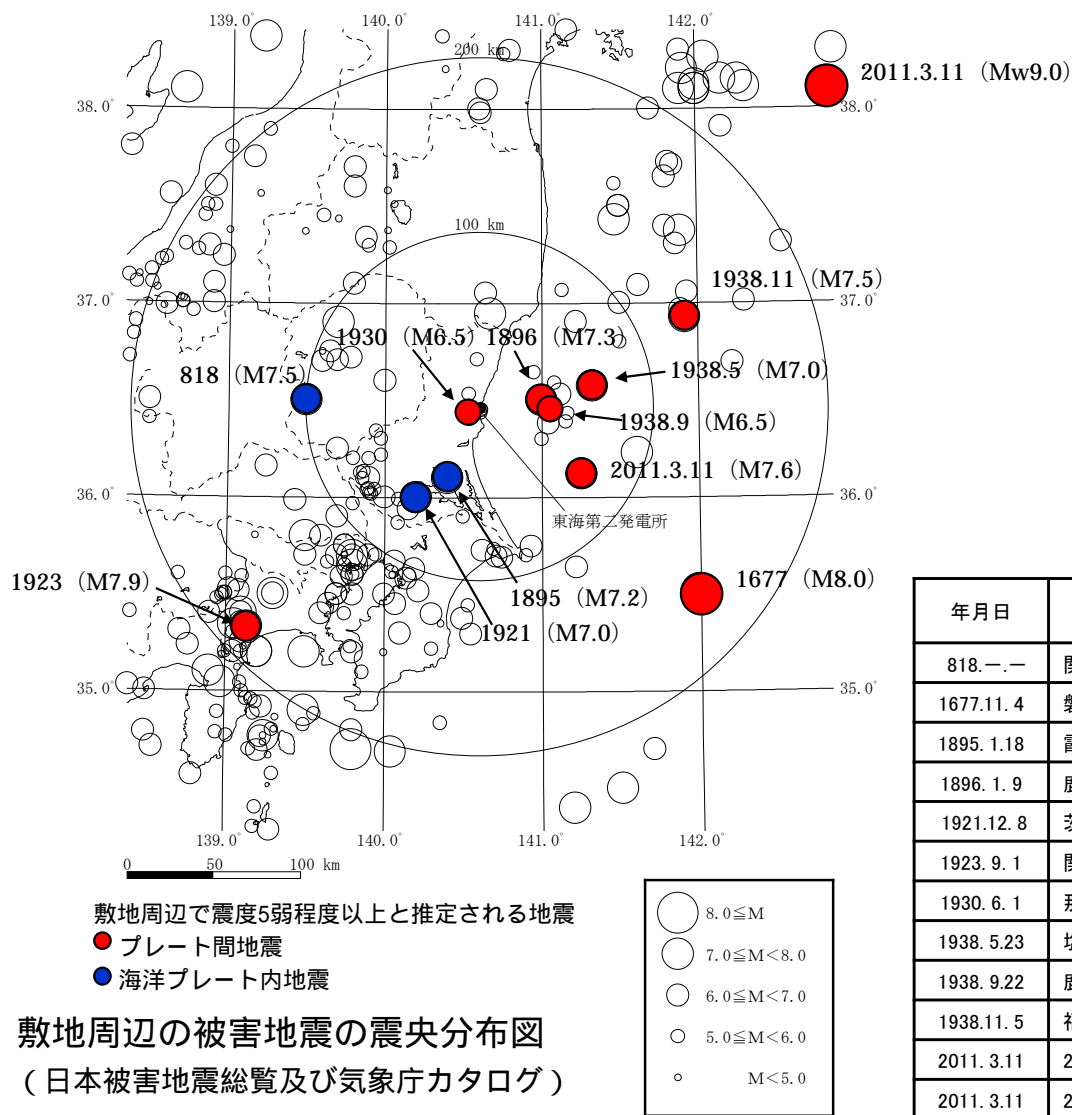 139.0°
140.0°
141.0°
142.0°
200 km
2011.3.11（Mw9.0）
38.0°
38.0°
100 km
1938.11（M7.5）
37.0°
37.0°
1930（M6.5）
1896（M7.3）
818（M7.5）
1938.5（M7.0）
1938.9（M6.5）
2011.3.11（M7.6）
36.0°
36.0°
東海第二発電所
1923（M7.9）
1677（M8.0）
1895（M7.2）
1921（M7.0）
35.0°
35.0°
139.0°
140.0°
141.0°
142.0°
0 50 100 km
敷地周辺で震度5弱程度以上と推定される地震
プレート間地震
海洋プレート内地震
8.0≦M
7.0≦M<8.0
6.0≦M<7.0
5.0≦M<6.0
M<5.0
敷地周辺の被害地震の震央分布図
（日本被害地震総覧及び気象庁カタログ）
年月日
818.－.－
1677.11. 4
1895. 1.18
1896. 1. 9
1921.12. 8
1923. 9. 1
1930. 6. 1
1938. 5.23
1938. 9.22
1938.11. 5
2011. 3.11 2
2011. 3.11 2